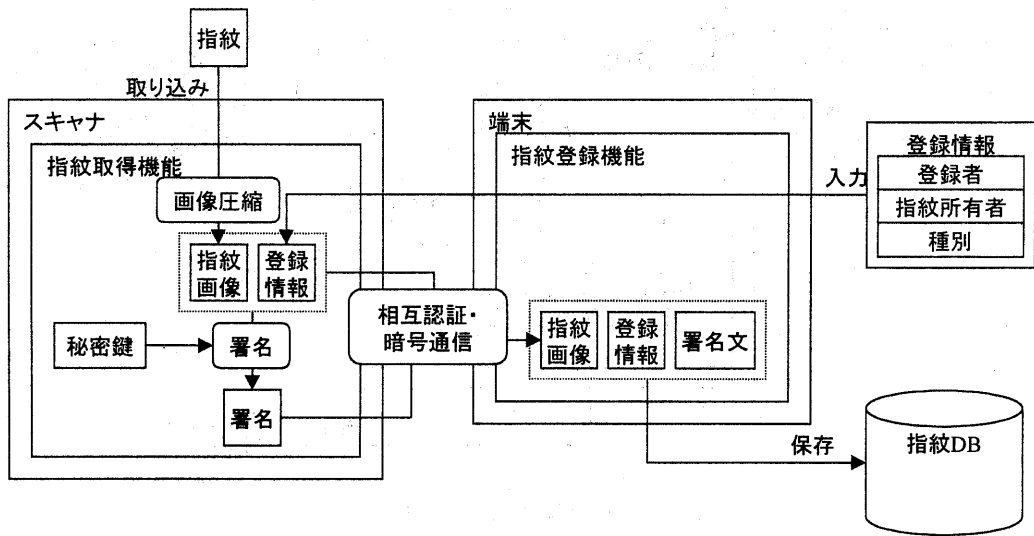 指紋
取り込み
スキャナ
指紋取得機能
画像圧縮
指紋
画像
登録
情報
秘密鍵
署名
署名
相互認証・
暗号通信
端末
指紋登録機能
指紋
画像
登録
情報
署名文
入力
登録情報
登録者
指紋所有者
種別
保存
指紋DB